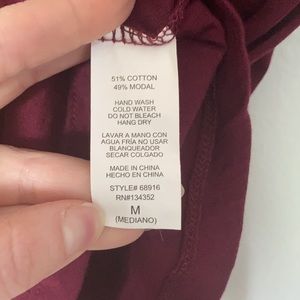 51% COTTON
49% MODAL
HAND WASH
COLD WATER
DO NOT BLEACH
HANG DRY
LAVAR A MANO CON
AGUA FRÍA NO USAR
BLANQUEADOR
SECAR COLGADO
MADE IN CHINA
HECHO EN CHINA
STYLE# 68916
RN#134352
M
(MEDIANO)